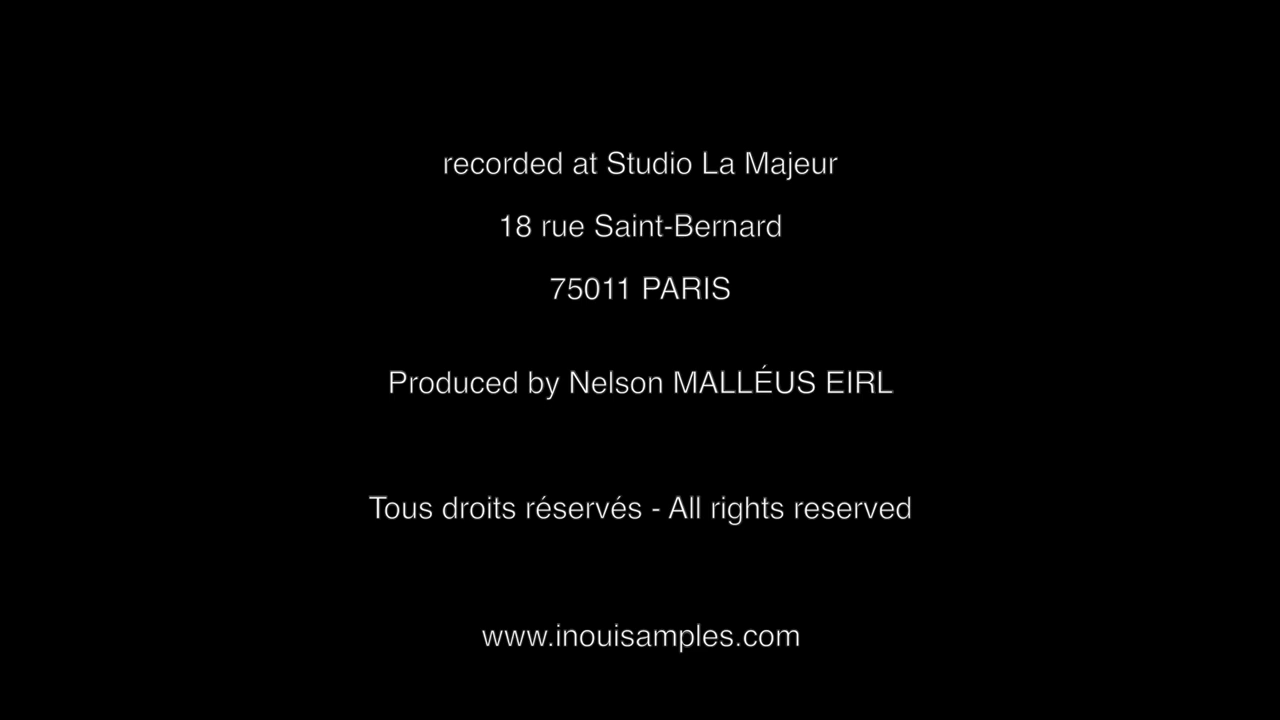 recorded at Studio La Majeur
18 rue Saint-Bernard
75011 PARIS
Produced by Nelson MALLÉUS EIRL
Tous droits réservés - All rights reserved
www.inouisamples.com